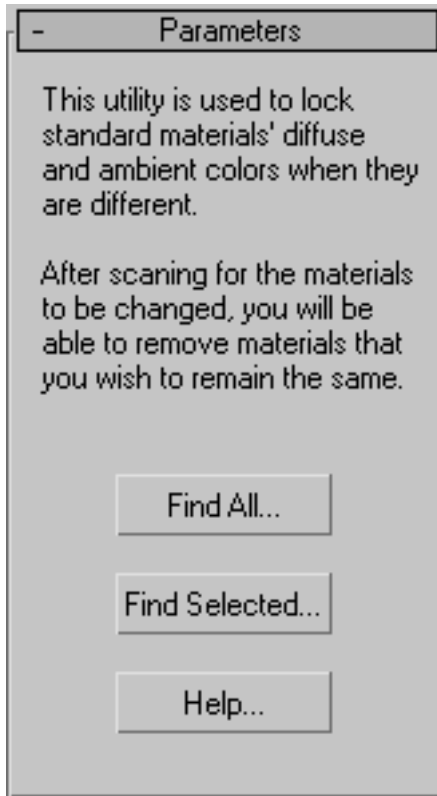 - Parameters
This utility is used to lock
standard materials' diffuse
and ambient colors when they
are different.
After scaning for the materials
to be changed, you will be
able to remove materials that
you wish to remain the same.
Find All...
Find Selected...
Help...